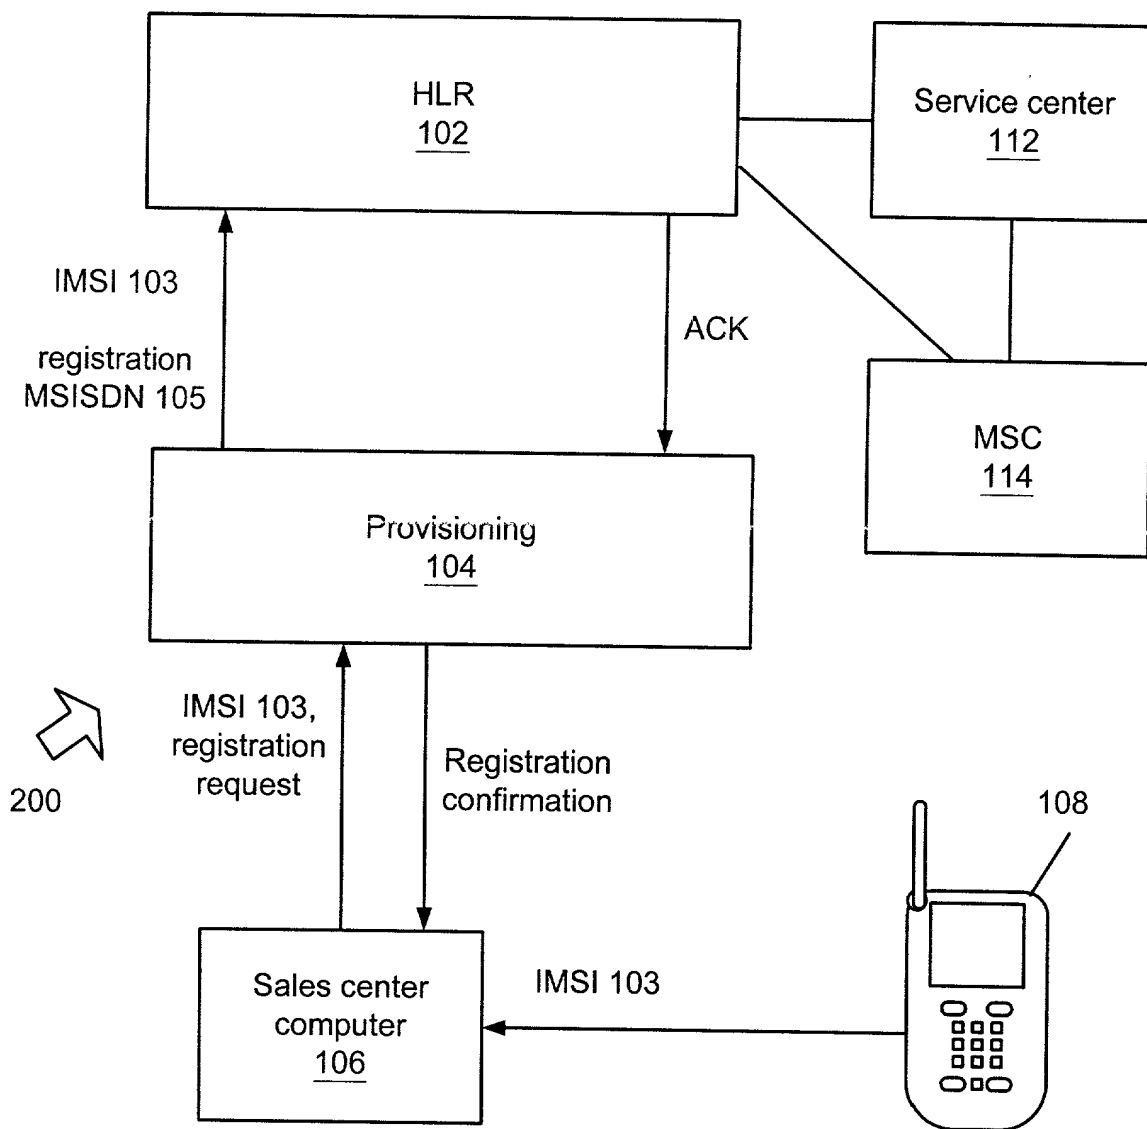 HLR
102
Service center
112
IMSI 103
registration
MSISDN 105
ACK
MSC
114
Provisioning
104
200
IMSI 103,
registration
request
Registration
confirmation
108
Sales center
computer
106
IMSI 103